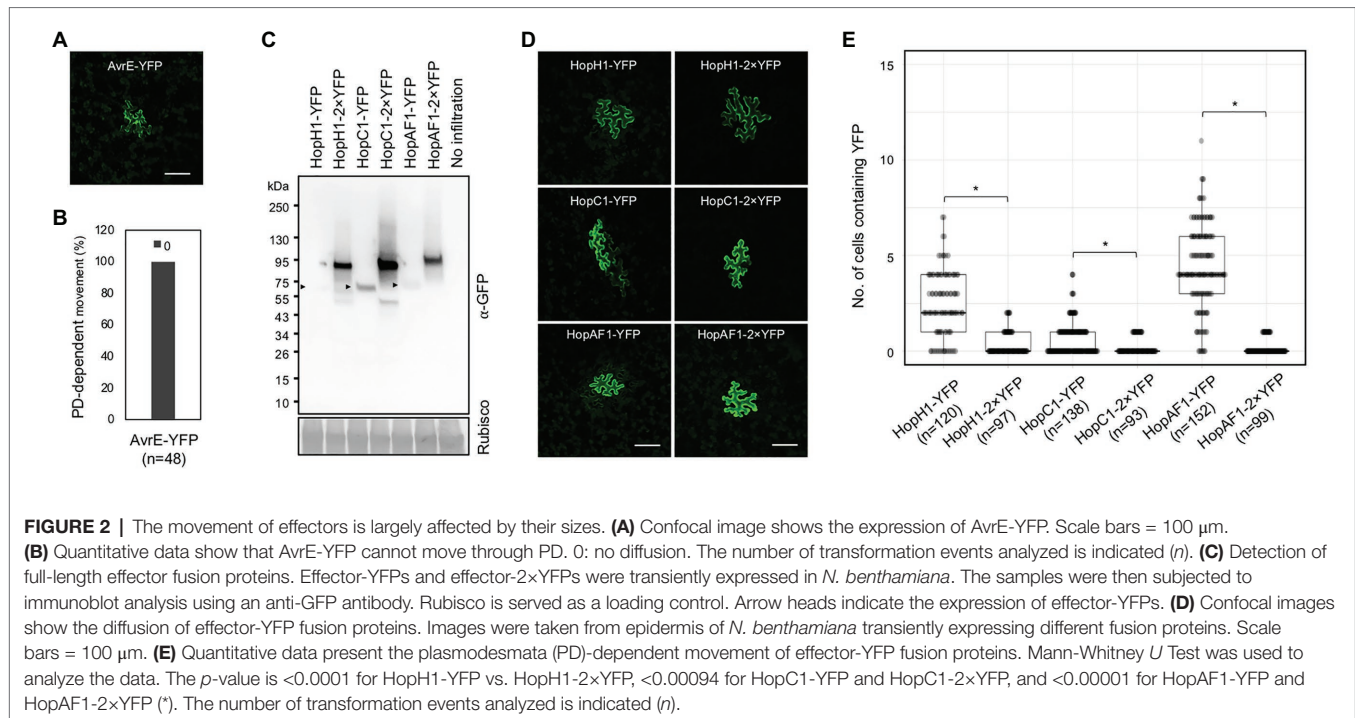 A
AvrE-YFP
B
PD-dependent movement (%)
120
100
80
60
40
20
0
0
AvrE-YFP
(n=48)
C
HopH1-YFP
HopH1-2×YFP
HopC1-YFP
HopC1-2×YFP
HopAF1-YFP
HopAF1-2×YFP
No infiltration
kDa
250
130
95
75
55
43
34
26
15
10
α-GFP
Rubisco
D
HopH1-YFP
HopH1-2×YFP
HopC1-YFP
HopC1-2×YFP
HopAF1-YFP
HopAF1-2×YFP
E
No. of cells containing YFP
15
10
5
0
*
*
*
HopH1-YFP
(n=120)
HopH1-2×YFP
(n=97)
HopC1-YFP
(n=138)
HopC1-2×YFP
(n=93)
HopAF1-YFP
(n=152)
HopAF1-2×YFP
(n=99)
FIGURE 2 | The movement of effectors is largely affected by their sizes. (A) Confocal image shows the expression of AvrE-YFP. Scale bars = 100 μm.
(B) Quantitative data show that AvrE-YFP cannot move through PD. 0: no diffusion. The number of transformation events analyzed is indicated (n). (C) Detection of
full-length effector fusion proteins. Effector-YFPs and effector-2×YFPs were transiently expressed in N. benthamiana. The samples were then subjected to
immunoblot analysis using an anti-GFP antibody. Rubisco is served as a loading control. Arrow heads indicate the expression of effector-YFPs. (D) Confocal images
show the diffusion of effector-YFP fusion proteins. Images were taken from epidermis of N. benthamiana transiently expressing different fusion proteins. Scale
bars = 100 μm. (E) Quantitative data present the plasmodesmata (PD)-dependent movement of effector-YFP fusion proteins. Mann-Whitney U Test was used to
analyze the data. The p-value is <0.0001 for HopH1-YFP vs. HopH1-2×YFP, <0.00094 for HopC1-YFP and HopC1-2×YFP, and <0.00001 for HopAF1-YFP and
HopAF1-2×YFP (*). The number of transformation events analyzed is indicated (n).